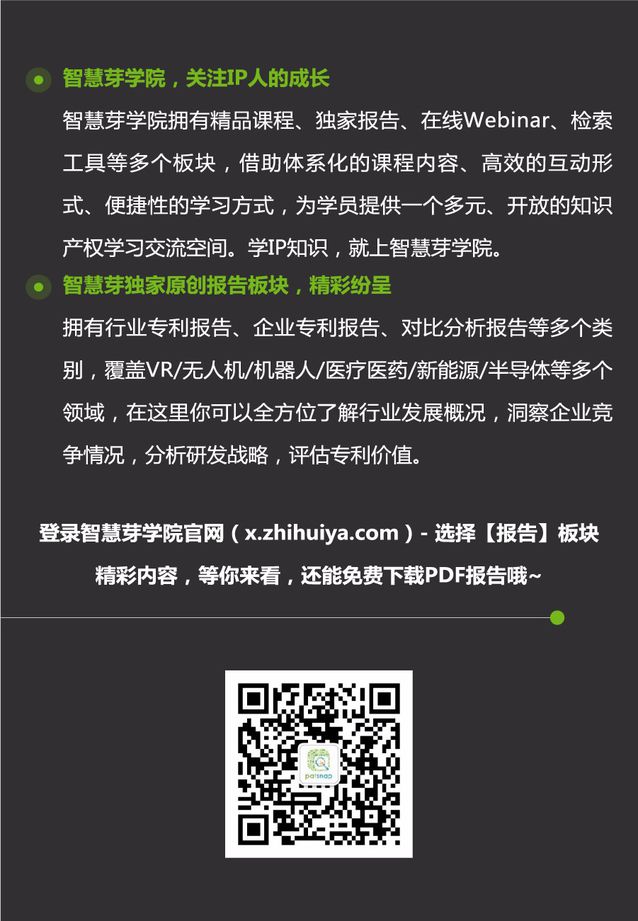 智慧芽学院，关注IP人的成长
智慧芽学院拥有精品课程、独家报告、在线Webinar、检索
工具等多个板块，借助体系化的课程内容、高效的互动形
式、便捷性的学习方式，为学员提供一个多元、开放的知识
产权学习交流空间。学IP知识，就上智慧芽学院。
智慧芽独家原创报告板块，精彩纷呈
拥有行业专利报告、企业专利报告、对比分析报告等多个类
别，覆盖VR/无人机/机器人/医疗医药/新能源/半导体等多个
领域，在这里你可以全方位了解行业发展概况，洞察企业竞
争情况，分析研发战略，评估专利价值。
登录智慧芽学院官网（x.zhihuiya.com）- 选择【报告】板块
精彩内容，等你来看，还能免费下载PDF报告哦~
patsnap